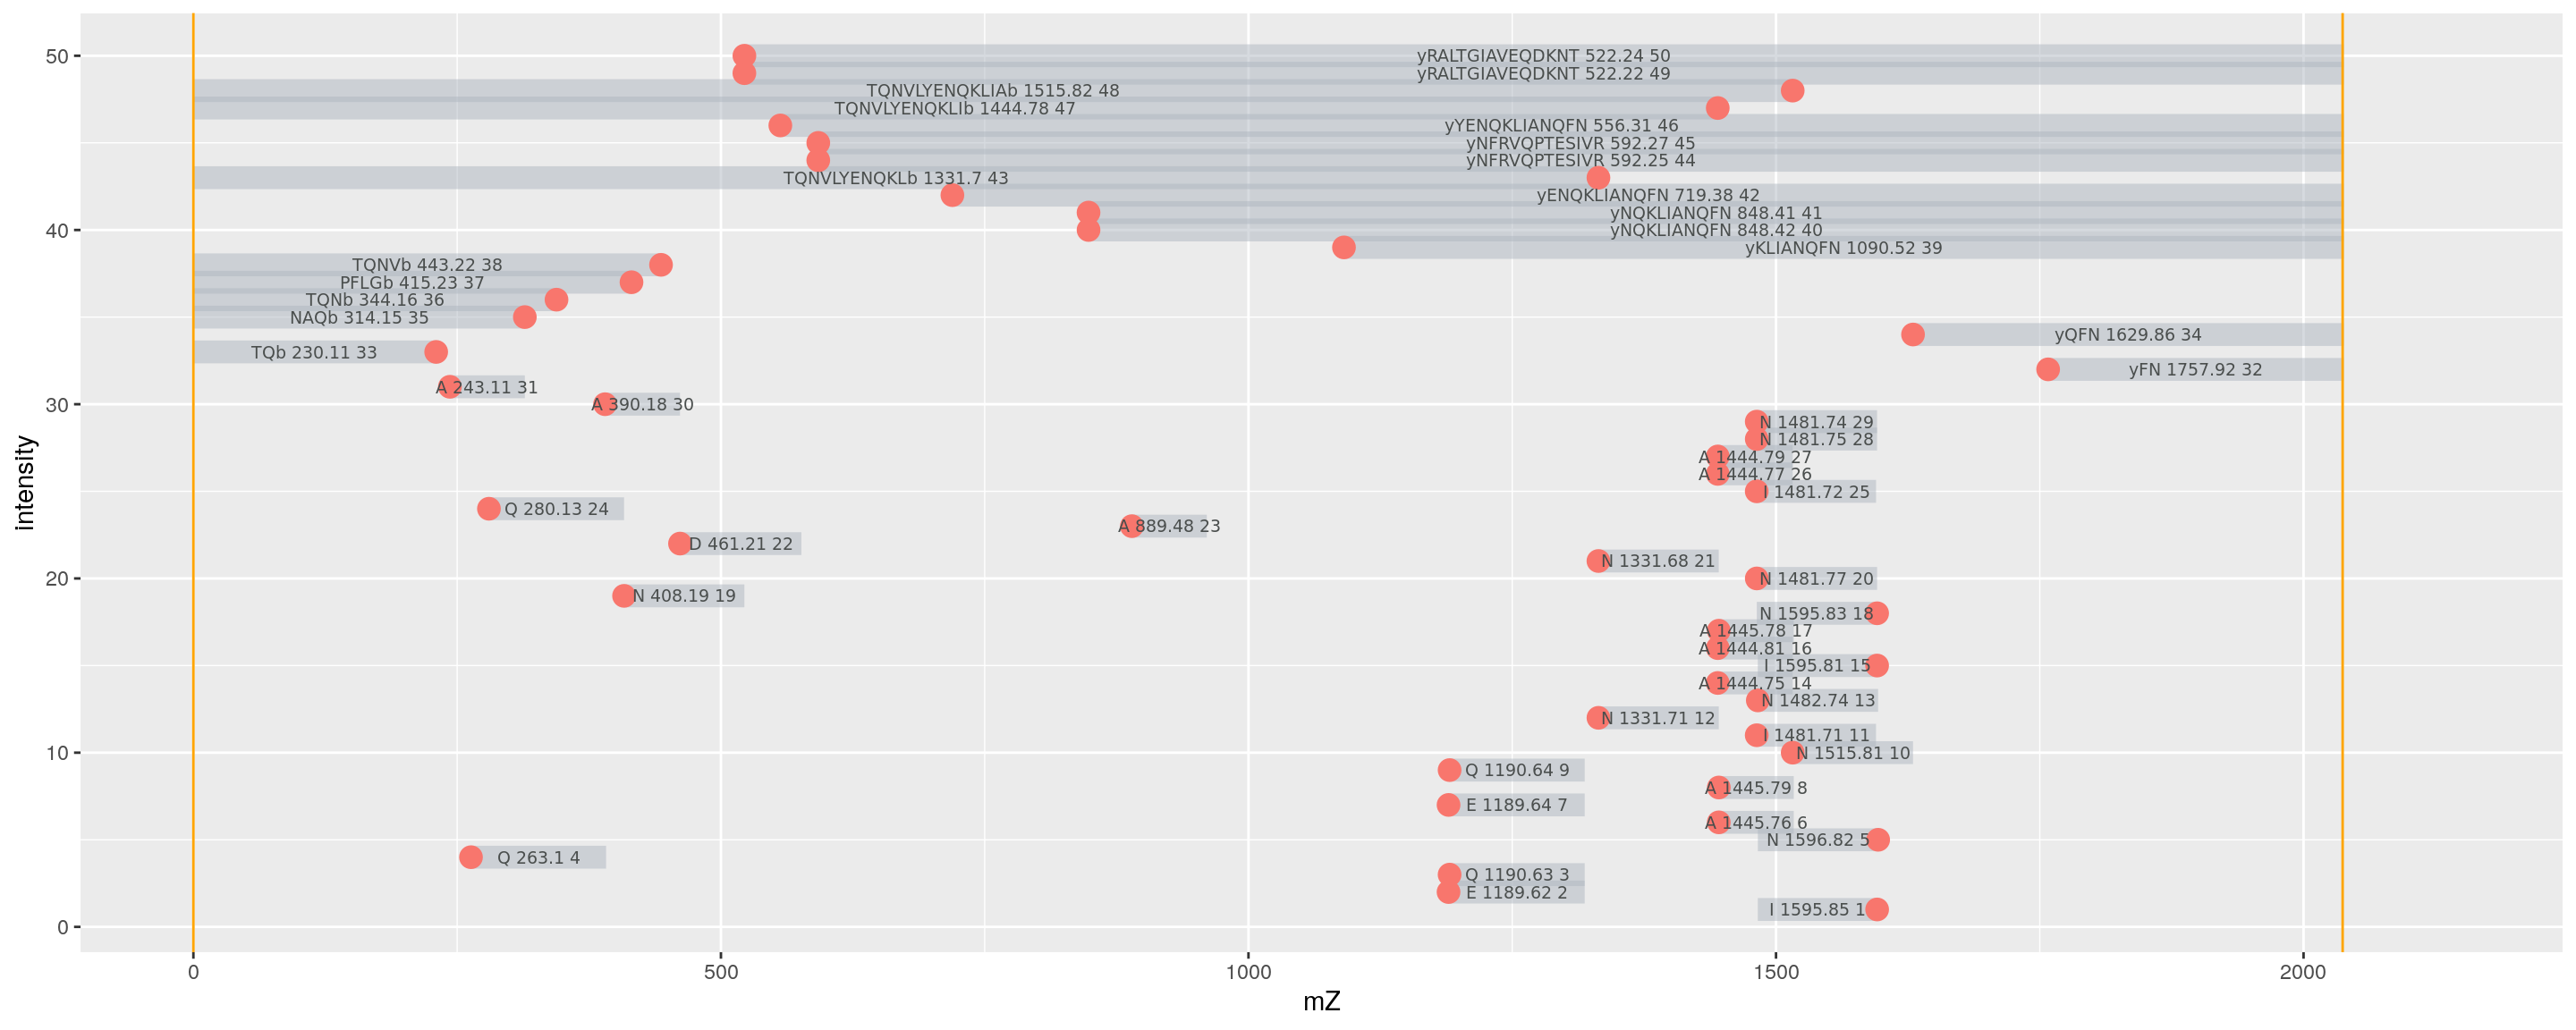 50
yRALTGIAVEQDKNT 522.24 50
yRALTGIAVEQDKNT 522.22 49
TQNVLYENQKLIAb 1515.82 48
TQNVLYENQKLIb 1444.78 47
yYENQKLIANQFN 556.31 46
yNFRVQPTESIVR 592.27 45
yNFRVQPTESIVR 592.25 44
TQNVLYENQKLb 1331.7 43
yENQKLIANQFN 719.38 42
yNQKLIANQFN 848.41 41
40
yNQKLIANQFN 848.42 40
yKLIANQFN 1090.52 39
TQNVb 443.22 38
PFLGb 415.23 37
TQNb 344.16 36
NAQb 314.15 35
yQFN 1629.86 34
TQb 230.11 33
yFN 1757.92 32
A 243.11 31
30
A 390.18 30
N 1481.74 29
N 1481.75 28
A 1444.79 27
A 1444.77 26
I 1481.72 25
Q 280.13 24
A 889.48 23
D 461.21 22
N 1331.68 21
20
N 1481.77 20
N 408.19 19
N 1595.83 18
A 1445.78 17
A 1444.81 16
I 1595.81 15
A 1444.75 14
N 1482.74 13
N 1331.71 12
I 1481.71 11
10
N 1515.81 10
Q 1190.64 9
A 1445.79 8
E 1189.64 7
A 1445.76 6
N 1596.82 5
Q 263.1 4
Q 1190.63 3
E 1189.62 2
I 1595.85 1
0
intensity
0 500 1000 1500 2000
mZ